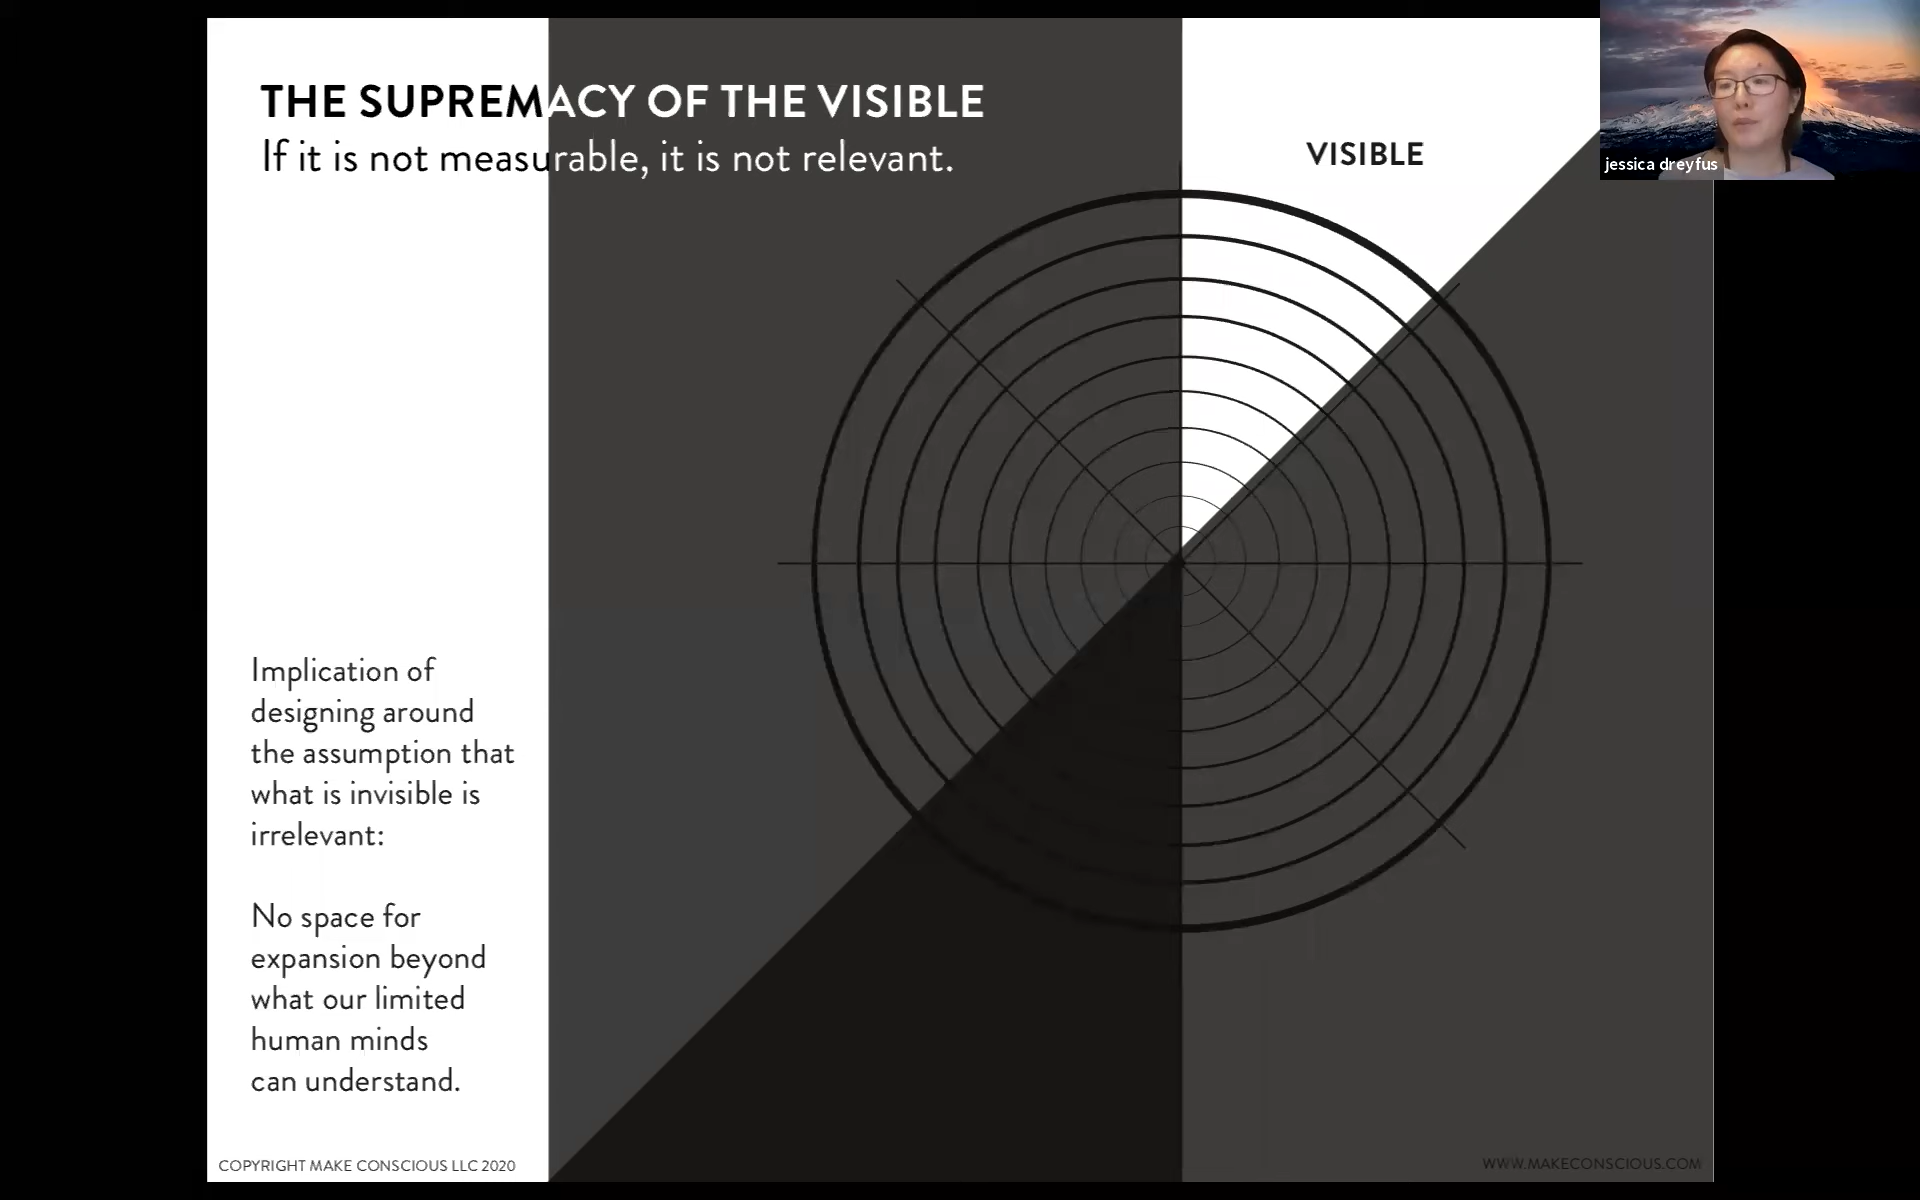 THE SUPREMACY OF THE VISIBLE
If it is not measurable, it is not relevant.
VISIBLE
jessica dreyfus
Implication of
designing around
the assumption that
what is invisible is
irrelevant:
No space for
expansion beyond
what our limited
human minds
can understand.
COPYRIGHT MAKE CONSCIOUS LLC 2020
WWW.MAKECONSCIOUS.COM